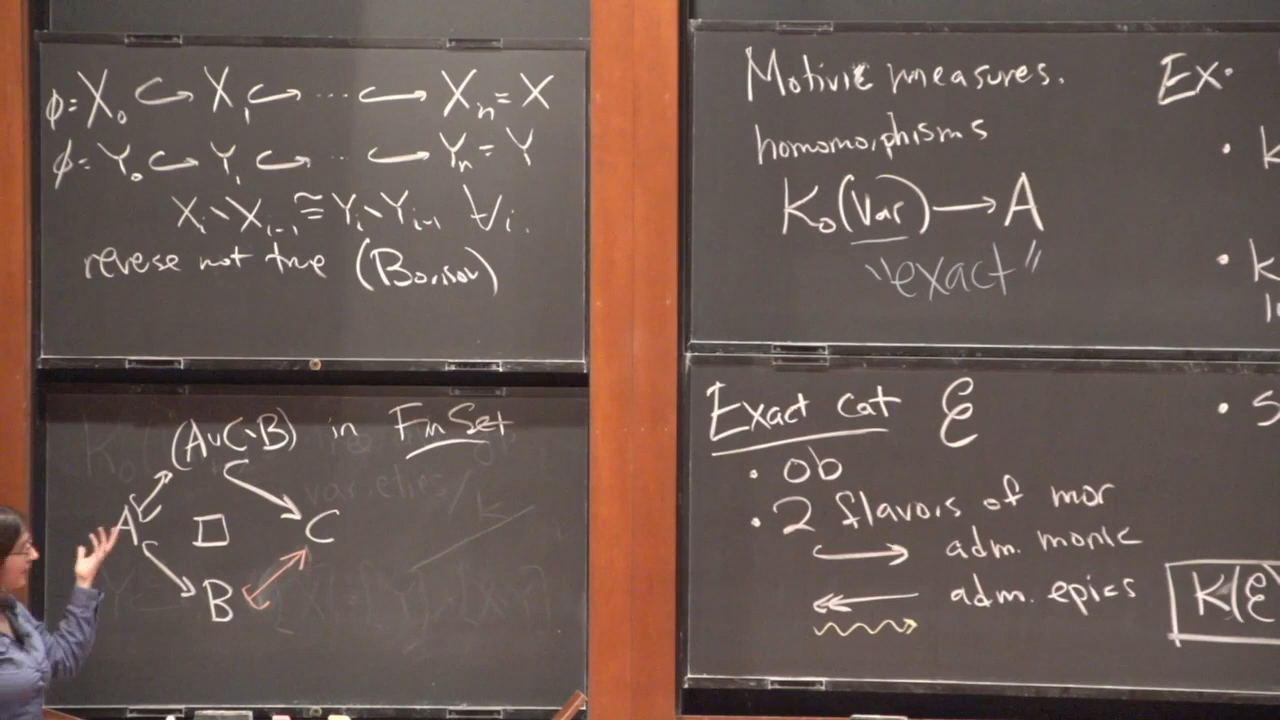 ∅ = X₀ ↪ X₁ ↪ ⋯ ↪ Xₙ = X
∅ = Y₀ ↪ Y₁ ↪ ⋯ ↪ Yₙ = Y
Xᵢ∖Xᵢ₋₁ ≅ Yᵢ∖Yᵢ₋₁ ∀i.
reverse not true (Borisov)
(A∪C∖B) in FinSet
A □ C
B
varieties/k
Motivic measures.
homomorphisms
K₀(Var) → A
"exact"
Ex.
• k
• k
Exact cat ℰ
• ob
• 2 flavors of mor
↪ adm. monic
↞ adm. epics
• S
K(ℰ)